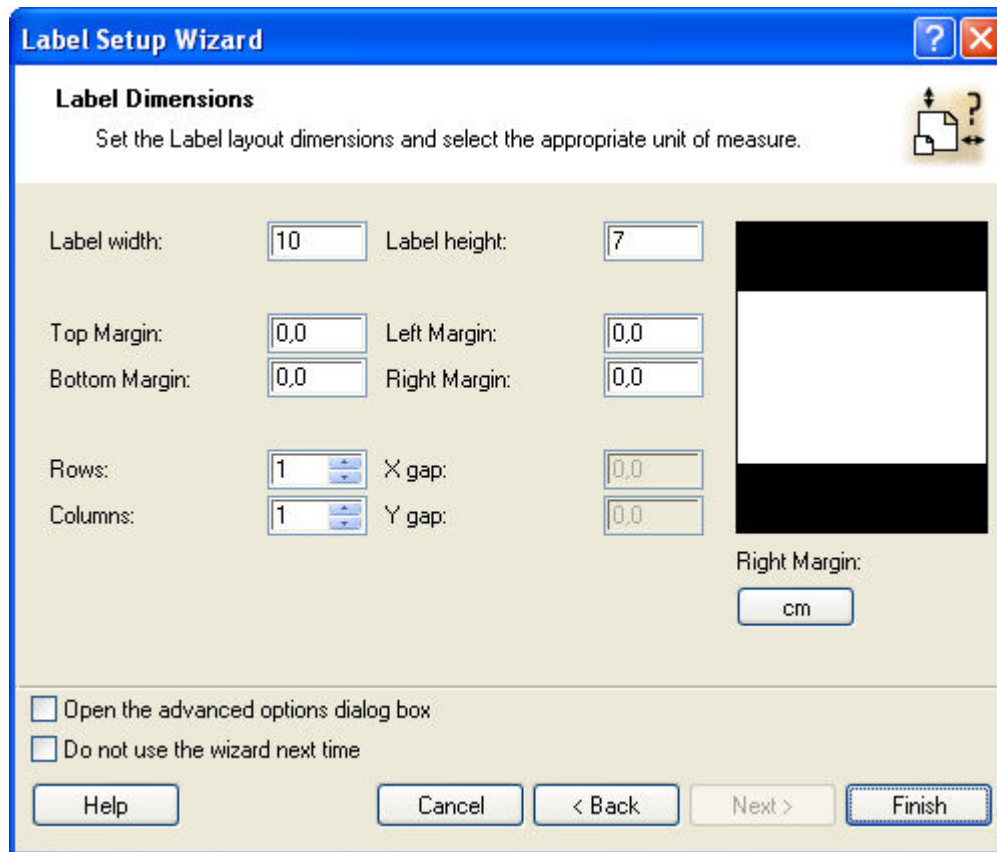 Label Setup Wizard
?
Label Dimensions
Set the Label layout dimensions and select the appropriate unit of measure.
?
Label width: 10 Label height: 7
Top Margin: 0,0 Left Margin: 0,0
Bottom Margin: 0,0 Right Margin: 0,0
Rows: 1 X gap: 0,0
Columns: 1 Y gap: 0,0
Right Margin:
cm
Open the advanced options dialog box
Do not use the wizard next time
Help Cancel < Back Next > Finish